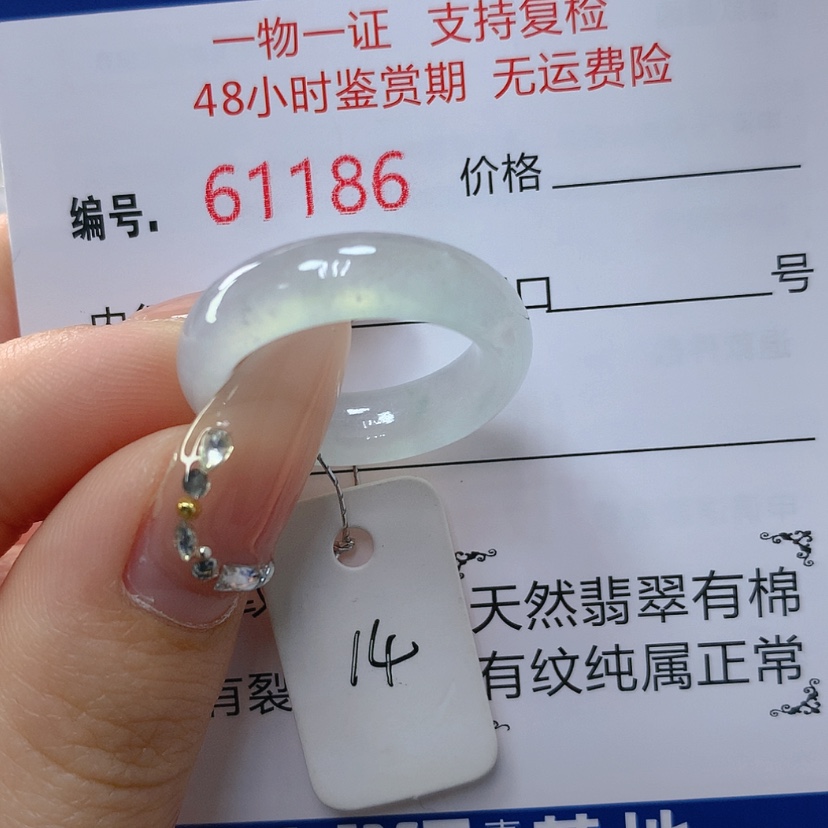 一物一证 支持复检
48小时鉴赏期 无运费险
编号. 61186 价格
口 号
天然翡翠有棉
有裂 有纹纯属正常
14